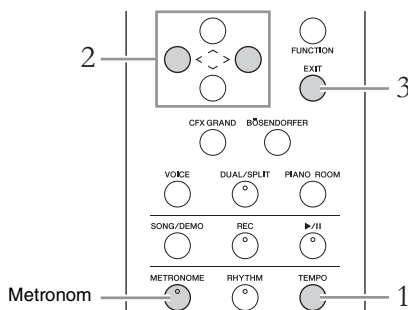 2
< ^ v >
FUNCTION
EXIT
3
CFX GRAND BÖSENDORFER
VOICE DUAL/SPLIT PIANO ROOM
SONG/DEMO REC ▶/II
METRONOME RHYTHM TEMPO
Metronom
1